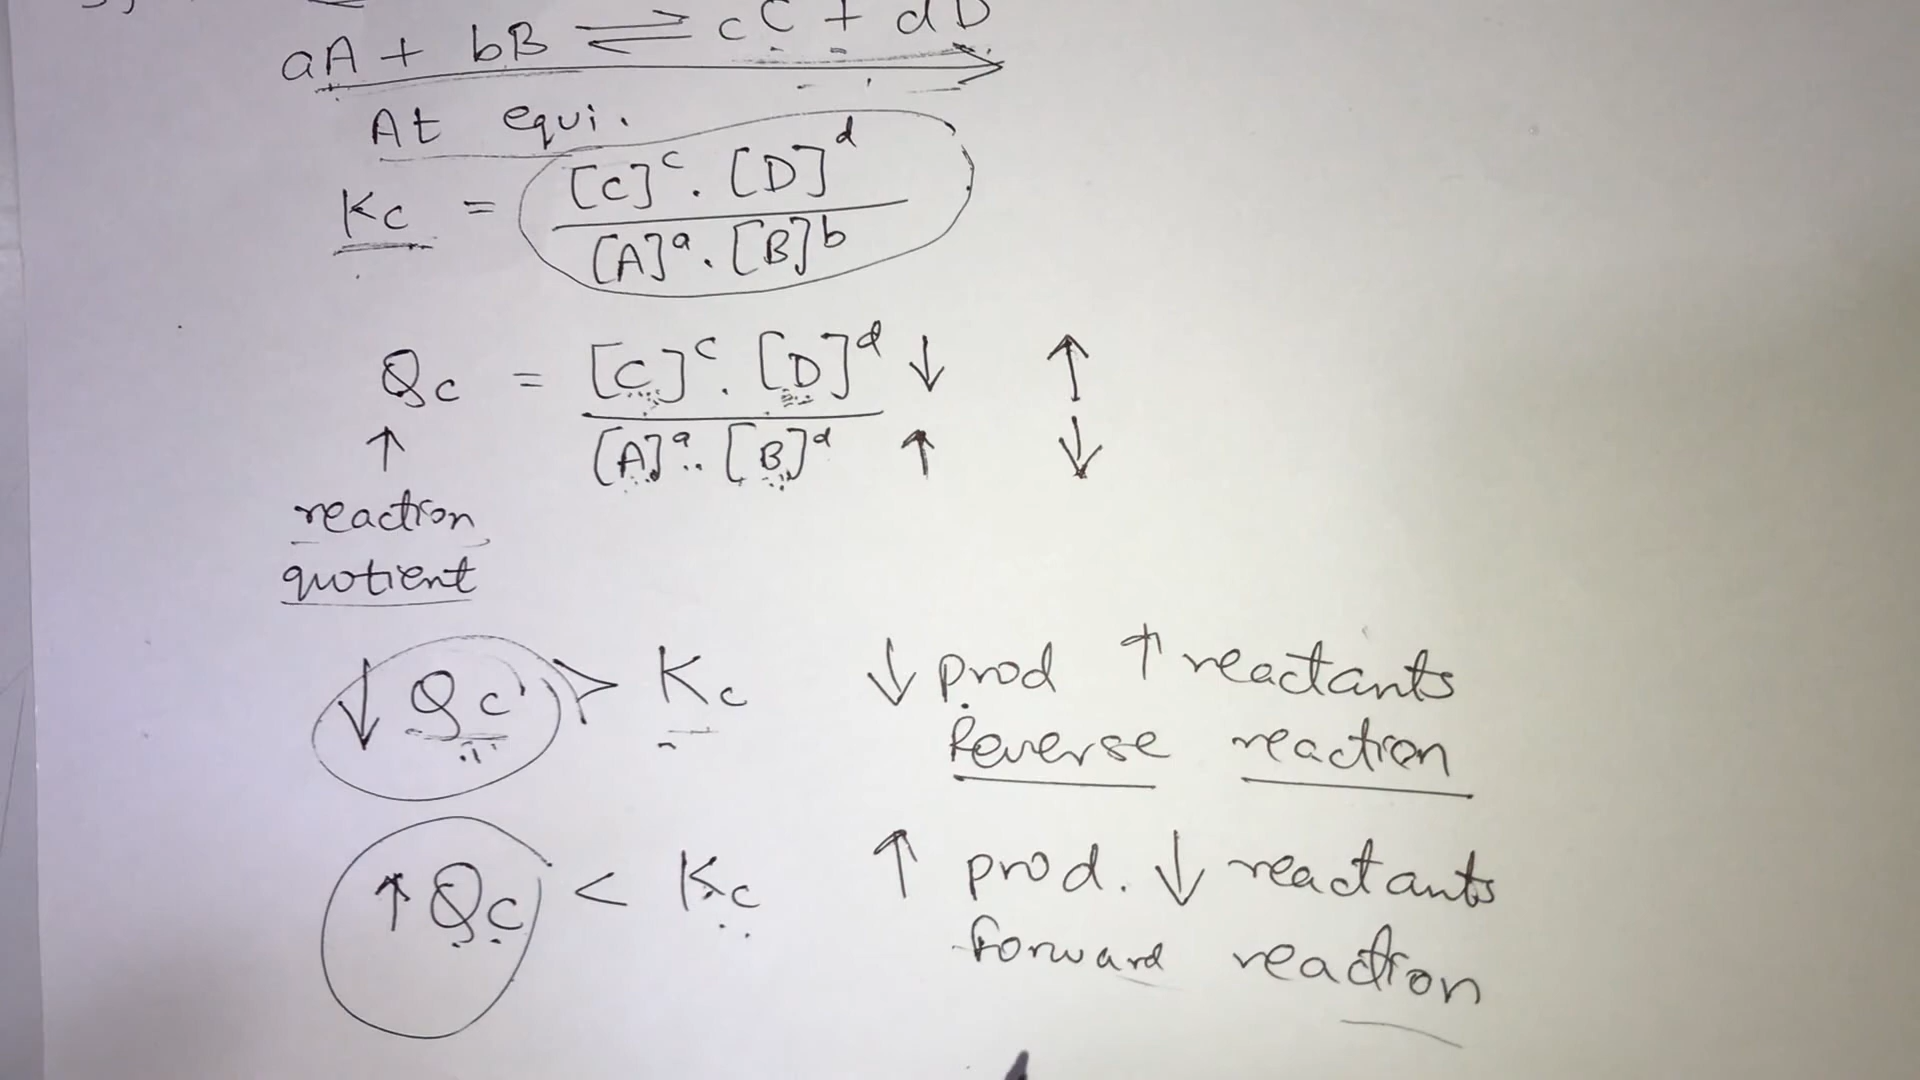 aA + bB ⇌ cC + dD
At equi.
Kc = [C]^c . [D]^d / [A]^a . [B]^b
Qc = [C]^c . [D]^d / [A]^a . [B]^d ↓ ↑ ↑ ↓
↑
reaction
quotient
↓ Qc > Kc ↓ prod ↑ reactants
Reverse reaction
↑ Qc < Kc ↑ prod. ↓ reactants
forward reaction